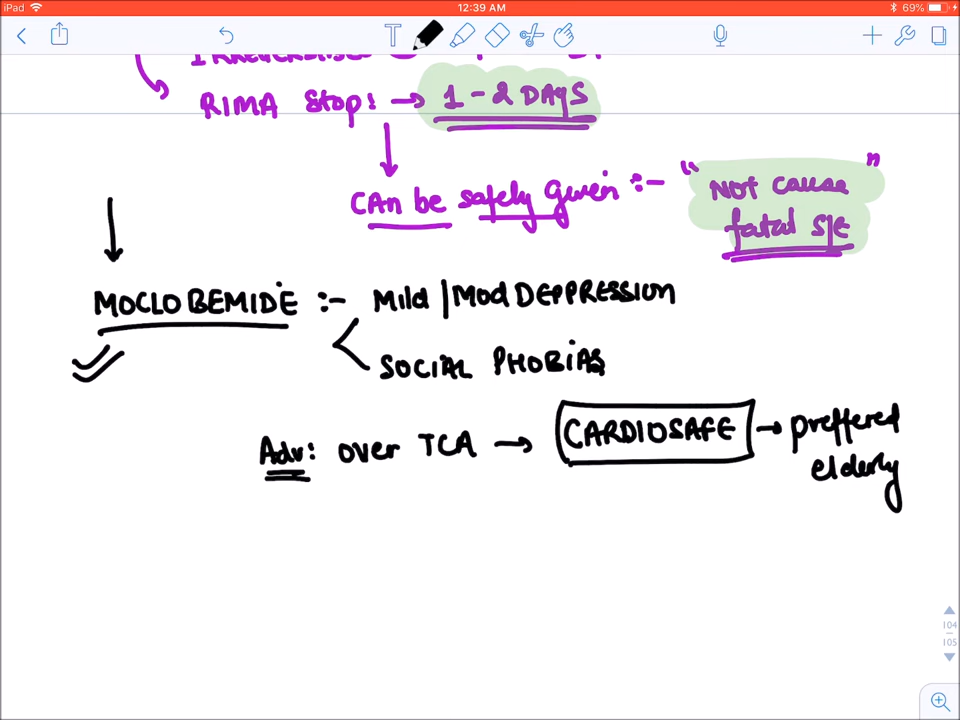 iPad 12:39 AM 69%
T
RIMA Stop: → 1-2 DAYS
CAN be safely given :- "NOT cause
fatal S/E"
MOCLOBEMIDE :- Mild/Mod DEPPRESSION
SOCIAL PHOBIAS
Adv: over TCA → CARDIOSAFE → preffered
elderly
104
105